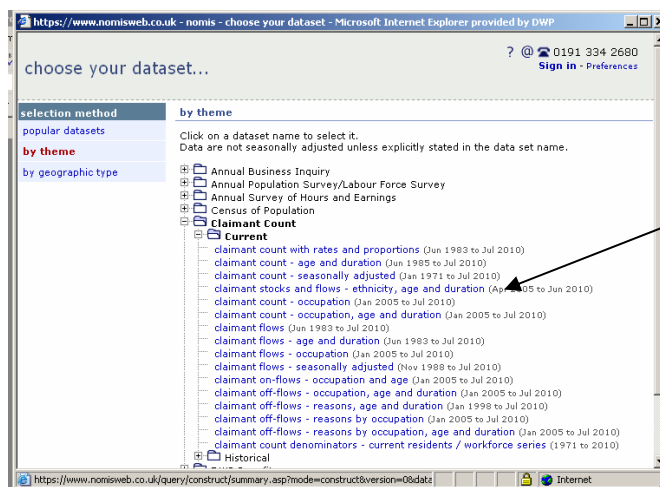 https://www.nomisweb.co.uk - nomis - choose your dataset - Microsoft Internet Explorer provided by DWP
? @ ☎ 0191 334 2680
Sign in - Preferences
choose your dataset...
selection method
popular datasets
by theme
by geographic type
by theme
Click on a dataset name to select it.
Data are not seasonally adjusted unless explicitly stated in the data set name.
Annual Business Inquiry
Annual Population Survey/Labour Force Survey
Annual Survey of Hours and Earnings
Census of Population
Claimant Count
Current
claimant count with rates and proportions (Jun 1983 to Jul 2010)
claimant count - age and duration (Jun 1985 to Jul 2010)
claimant count - seasonally adjusted (Jan 1971 to Jul 2010)
claimant stocks and flows - ethnicity, age and duration (Apr 2005 to Jun 2010)
claimant count - occupation (Jan 2005 to Jul 2010)
claimant count - occupation, age and duration (Jan 2005 to Jul 2010)
claimant flows (Jun 1983 to Jul 2010)
claimant flows - age and duration (Jun 1983 to Jul 2010)
claimant flows - occupation (Jan 2005 to Jul 2010)
claimant flows - seasonally adjusted (Nov 1988 to Jul 2010)
claimant on-flows - occupation and age (Jan 2005 to Jul 2010)
claimant off-flows - occupation, age and duration (Jan 2005 to Jul 2010)
claimant off-flows - reasons, age and duration (Jan 1998 to Jul 2010)
claimant off-flows - reasons by occupation (Jan 2005 to Jul 2010)
claimant off-flows - reasons by occupation, age and duration (Jan 2005 to Jul 2010)
claimant count denominators - current residents / workforce series (1971 to 2010)
Historical
https://www.nomisweb.co.uk/query/construct/summary.asp?mode=construct&version=0&data
Internet